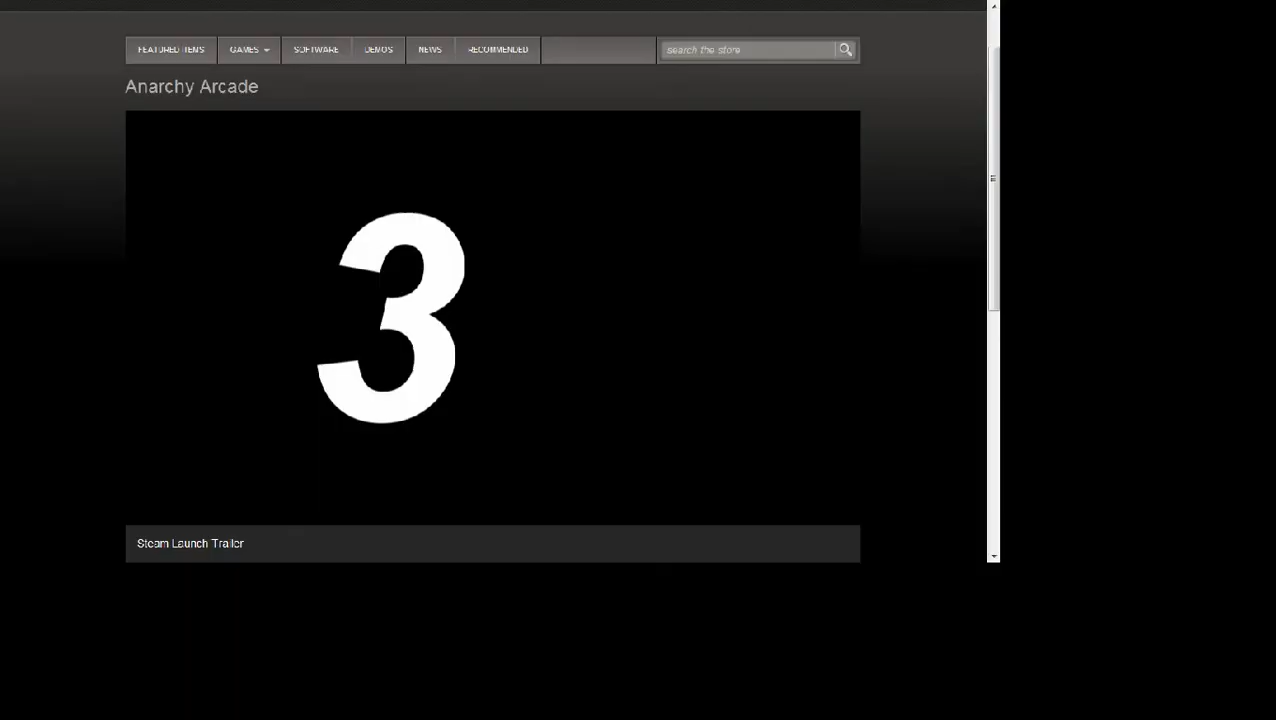 FEATURED ITEMS GAMES SOFTWARE DEMOS NEWS RECOMMENDED search the store
Anarchy Arcade
3
Steam Launch Trailer